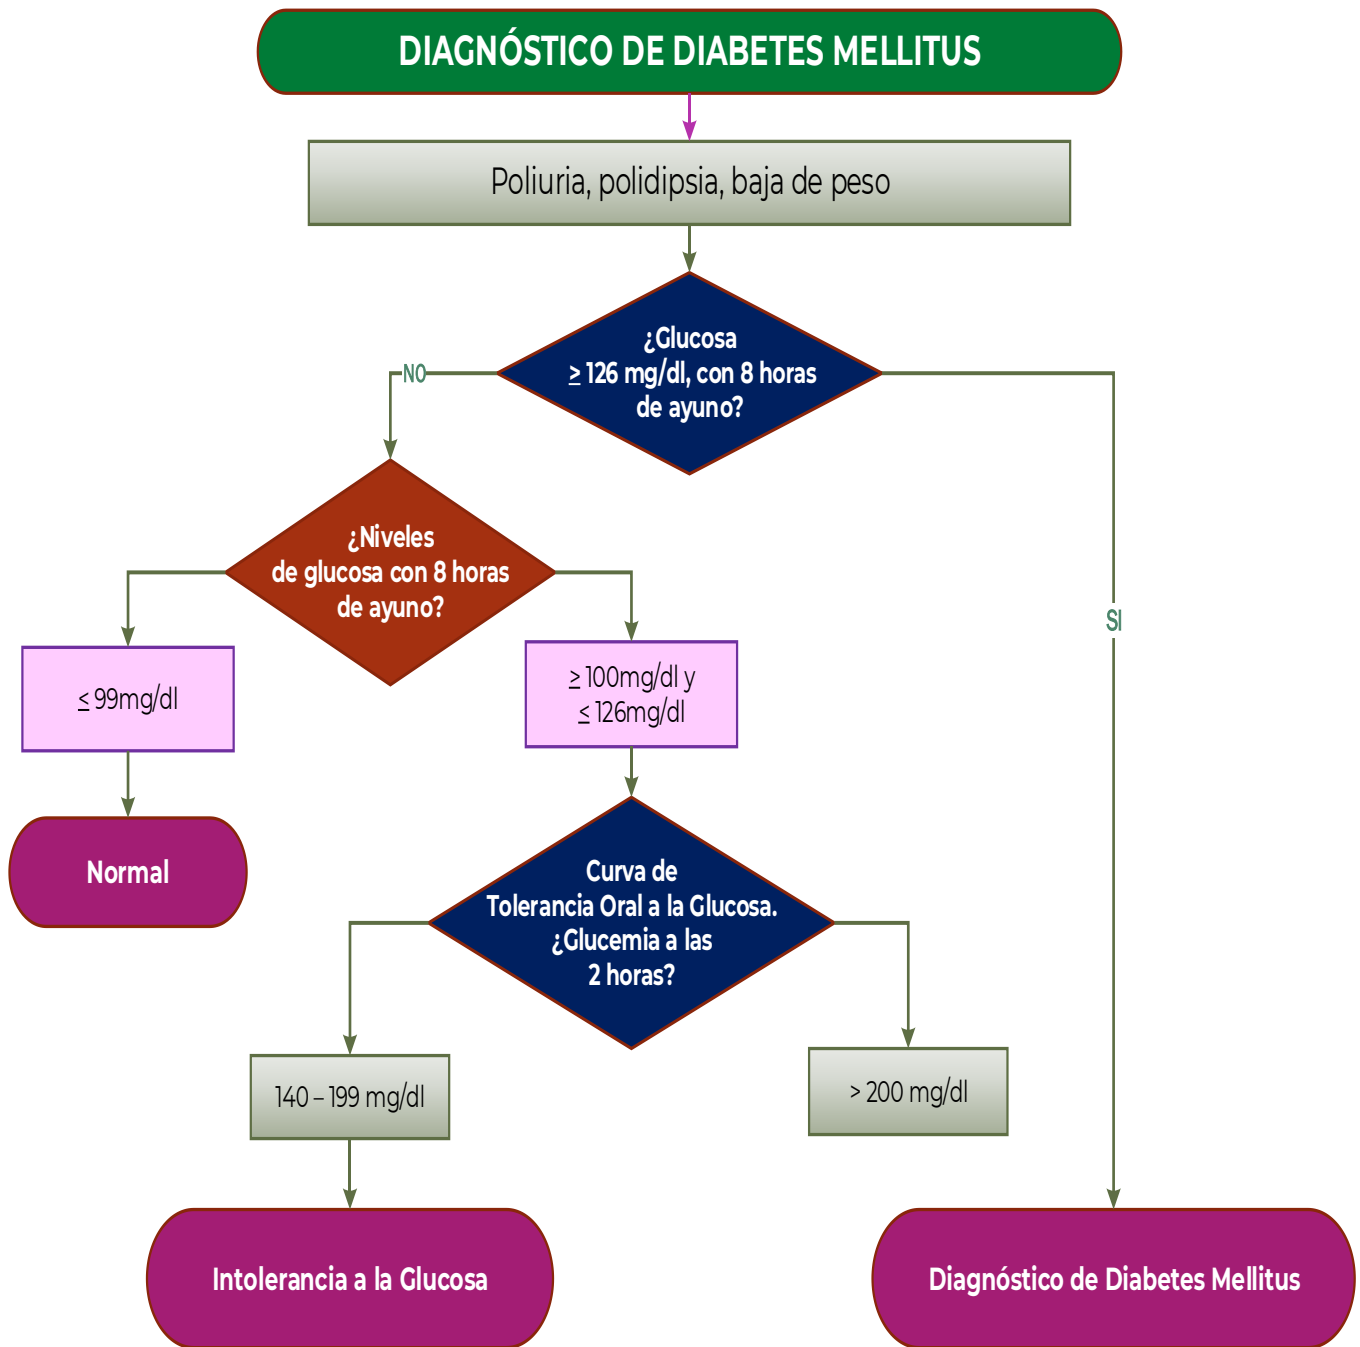 DIAGNÓSTICO DE DIABETES MELLITUS
Poliuria, polidipsia, baja de peso
¿Glucosa
≥ 126 mg/dl, con 8 horas
de ayuno?
NO
¿Niveles
de glucosa con 8 horas
de ayuno?
SI
≤ 99mg/dl
≥ 100mg/dl y
≤ 126mg/dl
Normal
Curva de
Tolerancia Oral a la Glucosa.
¿Glucemia a las
2 horas?
140 – 199 mg/dl
> 200 mg/dl
Intolerancia a la Glucosa
Diagnóstico de Diabetes Mellitus